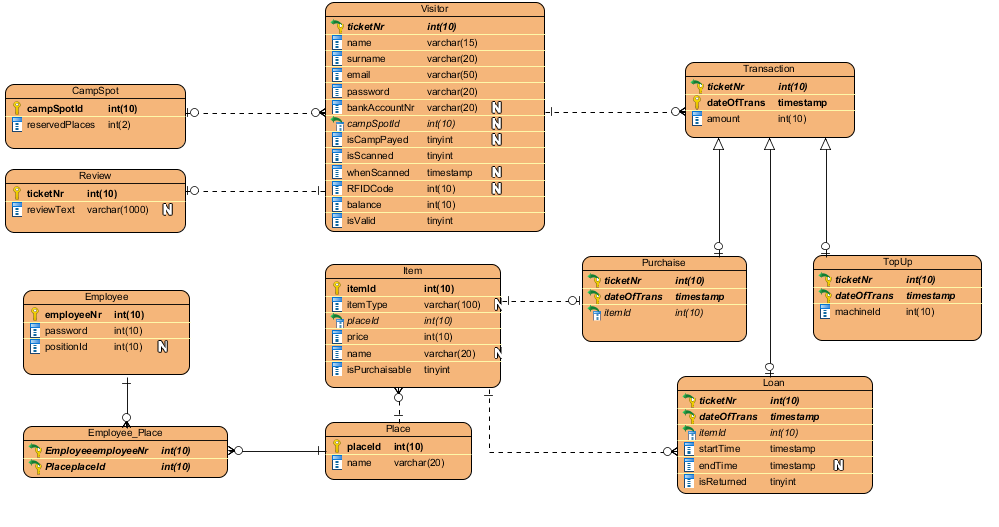 Visitor
ticketNr int(10)
name varchar(15)
surname varchar(20)
email varchar(50)
password varchar(20)
bankAccountNr varchar(20) N
campSpotId int(10) N
isCampPayed tinyint N
isScanned tinyint
whenScanned timestamp N
RFIDCode int(10) N
balance int(10)
isValid tinyint
CampSpot
campSpotId int(10)
reservedPlaces int(2)
Review
ticketNr int(10)
reviewText varchar(1000) N
Transaction
ticketNr int(10)
dateOfTrans timestamp
amount int(10)
Purchaise
ticketNr int(10)
dateOfTrans timestamp
itemId int(10)
TopUp
ticketNr int(10)
dateOfTrans timestamp
machineId int(10)
Item
itemId int(10)
itemType varchar(100) N
placeId int(10)
price int(10)
name varchar(20) N
isPurchaisable tinyint
Employee
employeeNr int(10)
password int(10)
positionId int(10) N
Loan
ticketNr int(10)
dateOfTrans timestamp
itemId int(10)
startTime timestamp
endTime timestamp N
isReturned tinyint
Employee_Place
EmployeeemployeeNr int(10)
PlaceplaceId int(10)
Place
placeId int(10)
name varchar(20)